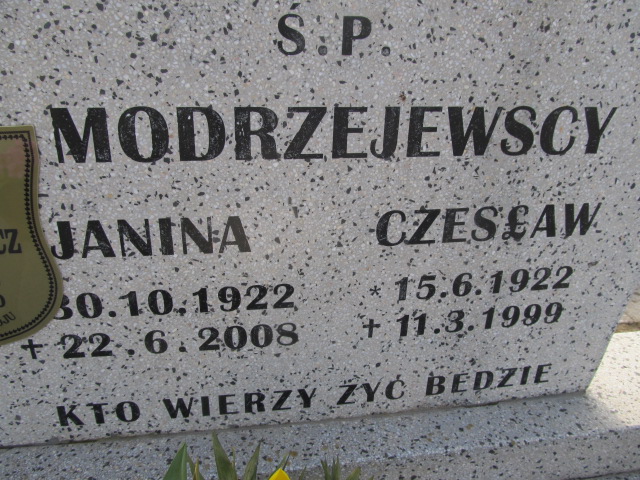 Ś.P.
MODRZEJEWSCY
JANINA CZESŁAW
30.10.1922 * 15.6.1922
+ 22.6.2008 + 11.3.1999
KTO WIERZY ŻYĆ BĘDZIE